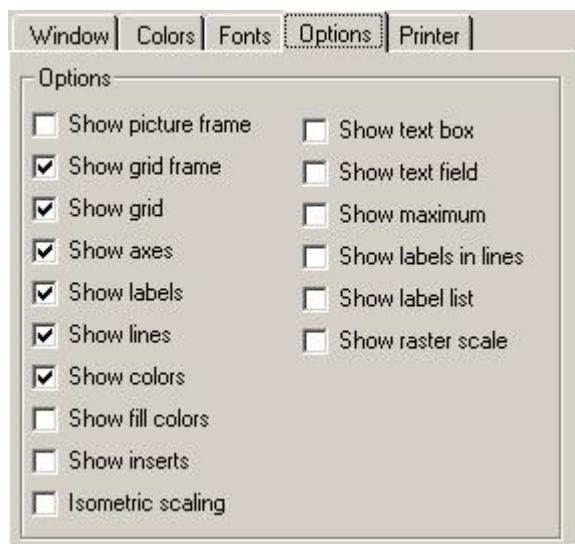 Window Colors Fonts Options Printer
Options
Show picture frame
Show grid frame
Show grid
Show axes
Show labels
Show lines
Show colors
Show fill colors
Show inserts
Isometric scaling
Show text box
Show text field
Show maximum
Show labels in lines
Show label list
Show raster scale